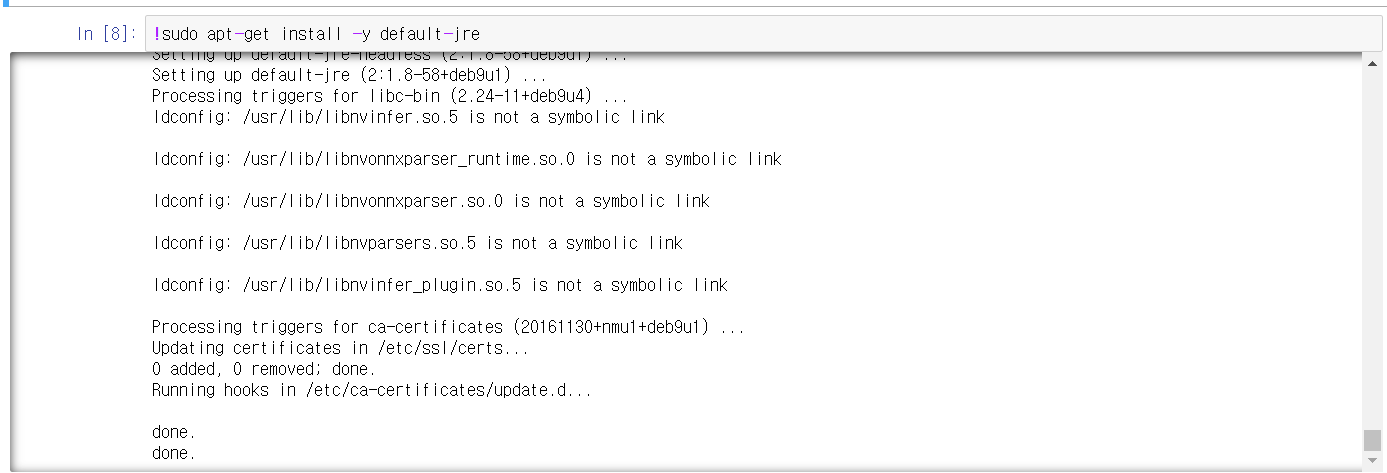 In [8]: !sudo apt-get install -y default-jre
Setting up default-jre-headless (2:1.8-58+deb9u1) ...
Setting up default-jre (2:1.8-58+deb9u1) ...
Processing triggers for libc-bin (2.24-11+deb9u4) ...
ldconfig: /usr/lib/libnvinfer.so.5 is not a symbolic link
ldconfig: /usr/lib/libnvonnxparser_runtime.so.0 is not a symbolic link
ldconfig: /usr/lib/libnvonnxparser.so.0 is not a symbolic link
ldconfig: /usr/lib/libnvparsers.so.5 is not a symbolic link
ldconfig: /usr/lib/libnvinfer_plugin.so.5 is not a symbolic link
Processing triggers for ca-certificates (20161130+nmu1+deb9u1) ...
Updating certificates in /etc/ssl/certs...
0 added, 0 removed; done.
Running hooks in /etc/ca-certificates/update.d...
done.
done.